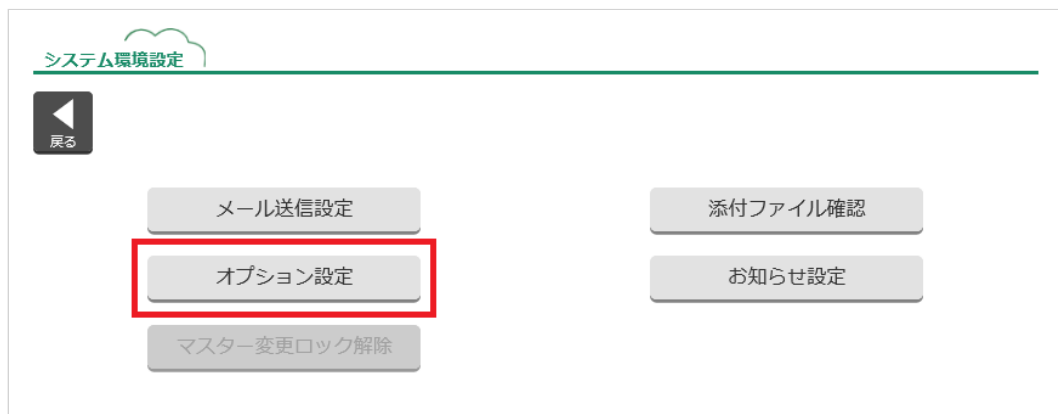 システム環境設定
戻る
メール送信設定
添付ファイル確認
オプション設定
お知らせ設定
マスター変更ロック解除